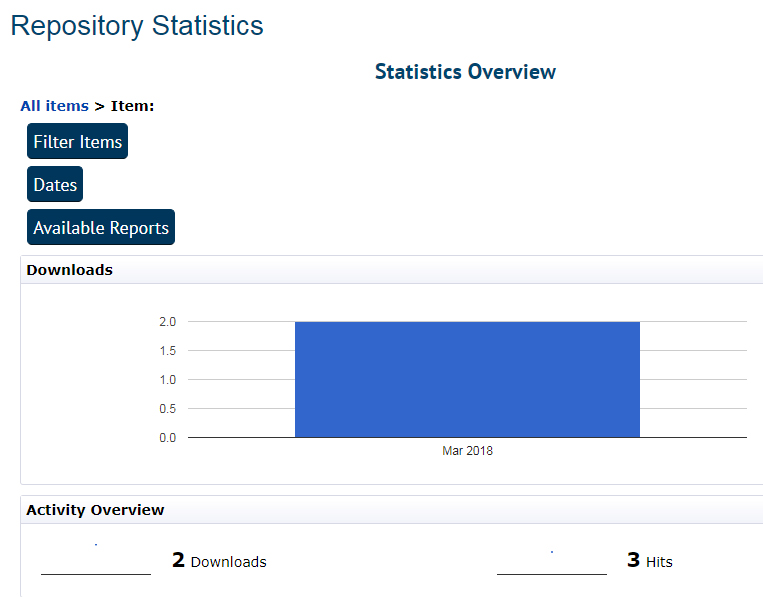 Repository Statistics
Statistics Overview
All items > Item:
Filter Items
Dates
Available Reports
Downloads
2.0
1.5
1.0
0.5
0.0
Mar 2018
Activity Overview
2 Downloads
3 Hits